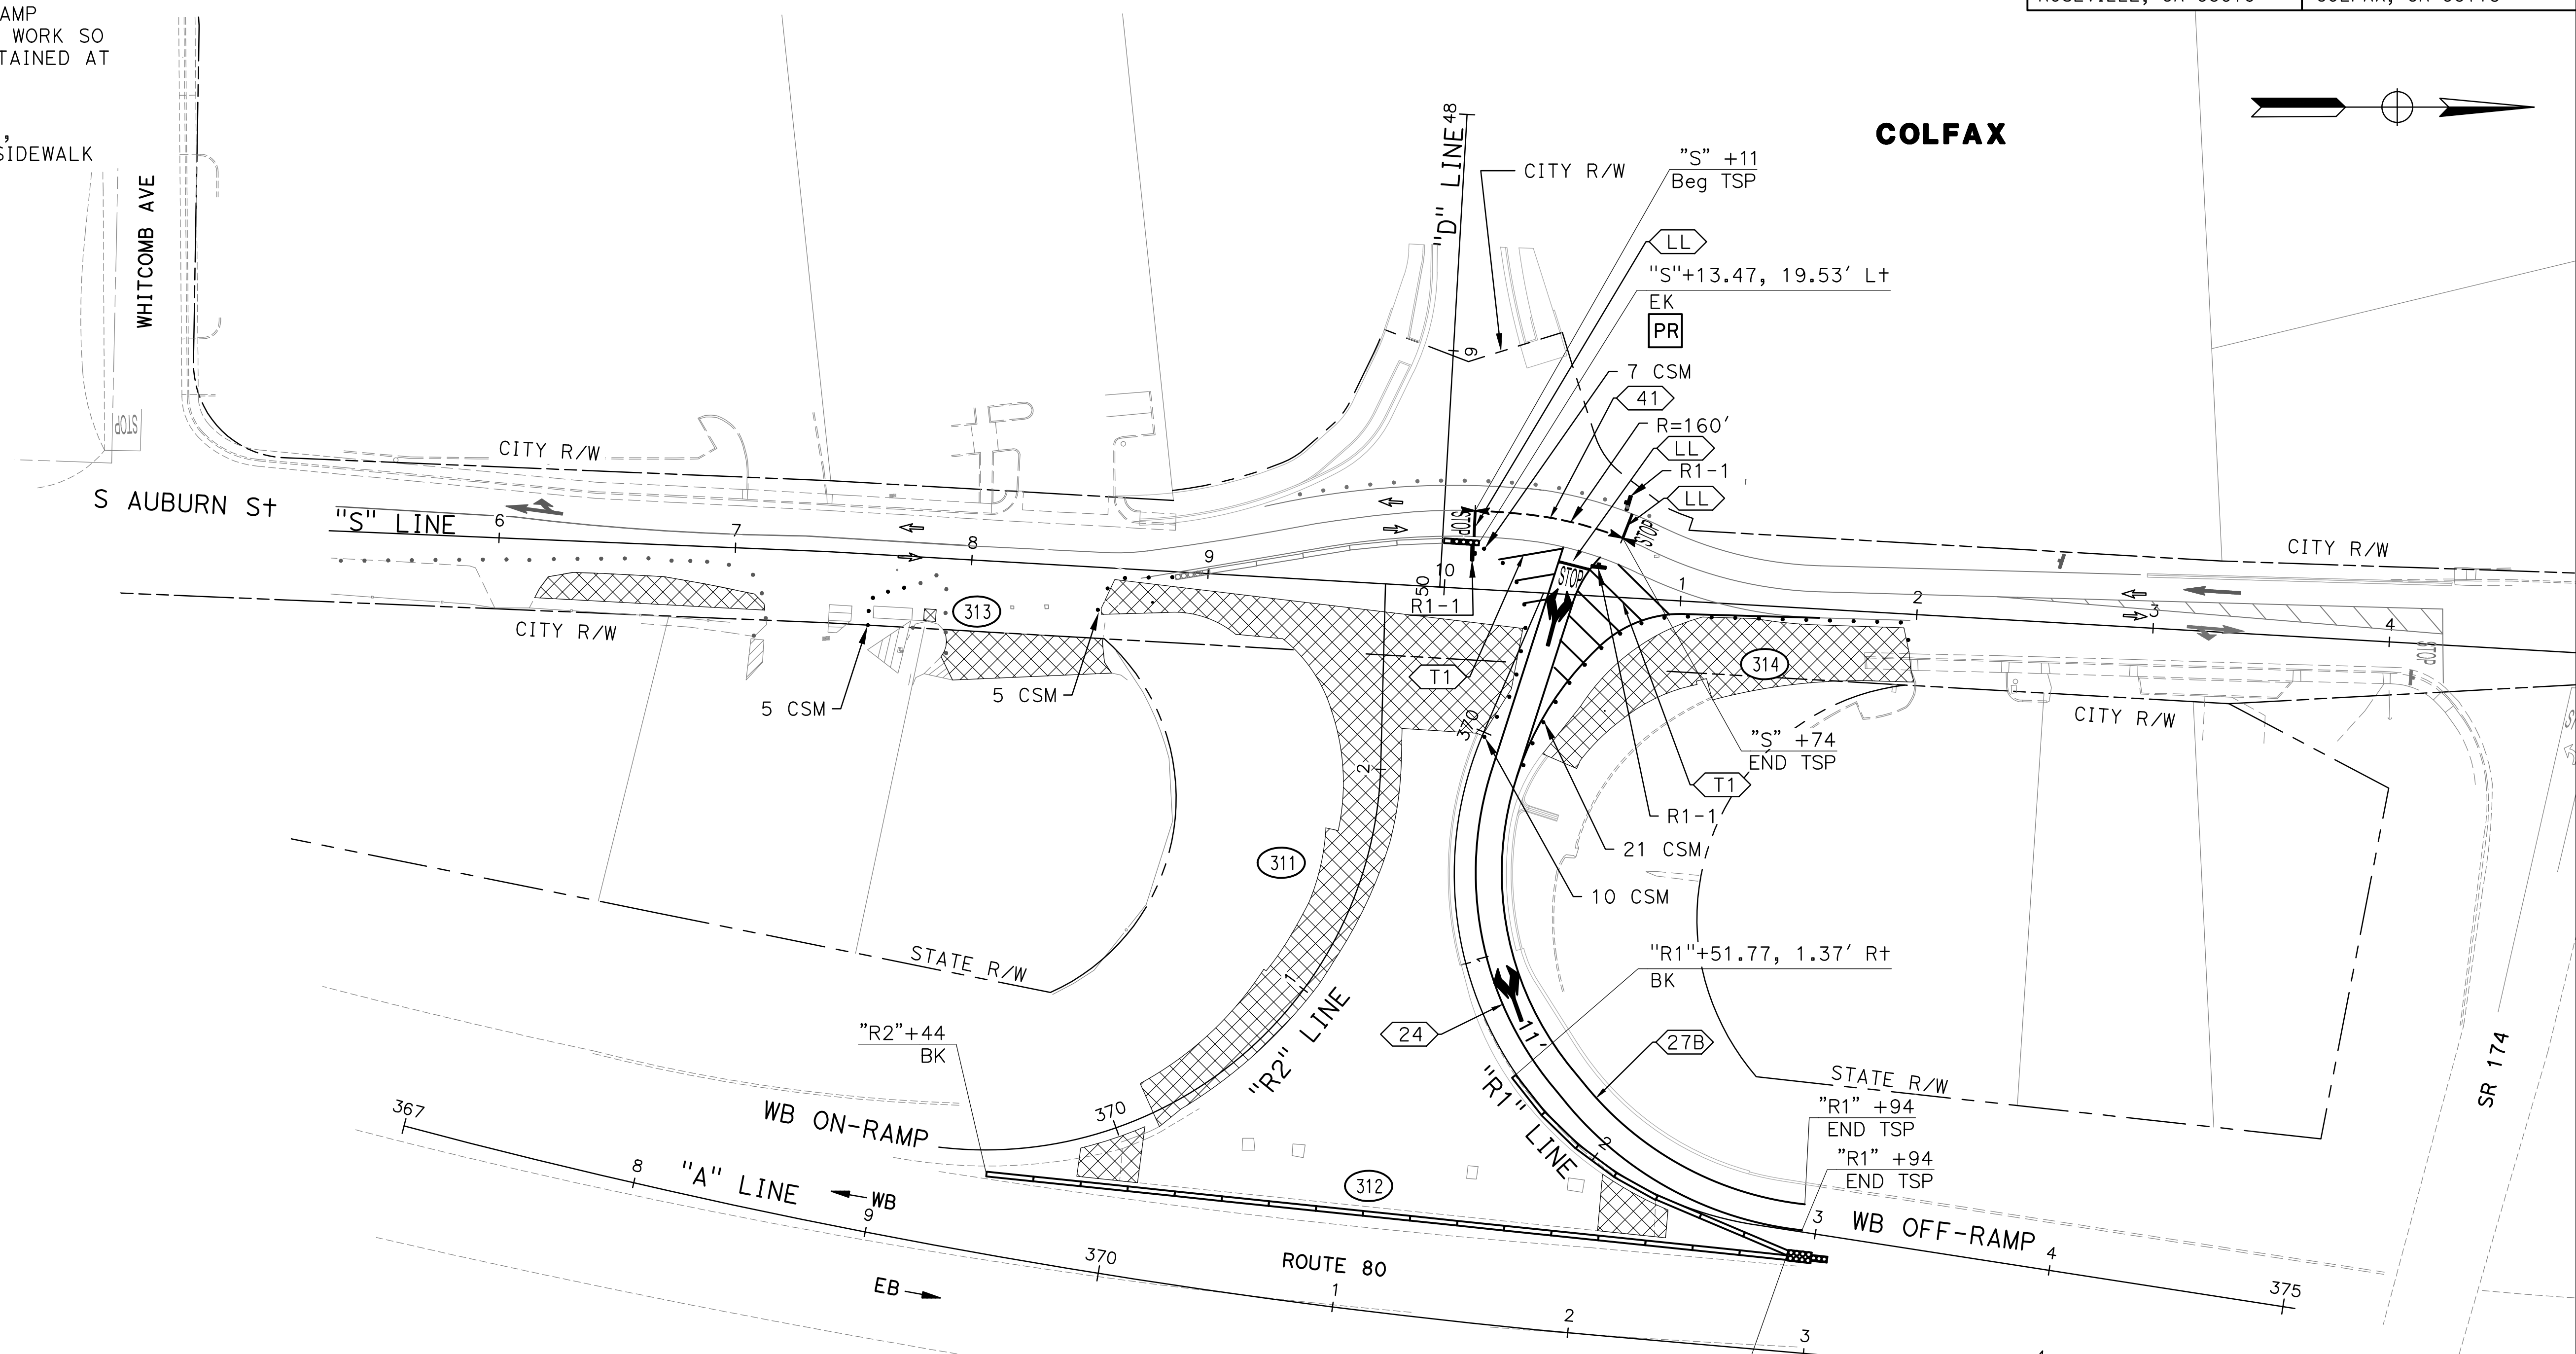 AMP
WORK SO
TAINED AT
,
SIDEWALK
COLFAX
WHITCOMB AVE
STOP
CITY R/W
S AUBURN St
"S" LINE
6
7
8
9
10
1
2
3
4
"D" LINE
48
9
50
CITY R/W
"S" +11
Beg TSP
LL
"S"+13.47, 19.53' Lt
EK
PR
7 CSM
41
R=160'
LL
R1-1
LL
STOP
STOP
STOP
STOP
CITY R/W
CITY R/W
CITY R/W
R1-1
313
314
T1
5 CSM
5 CSM
370
"S" +74
END TSP
T1
R1-1
21 CSM
10 CSM
311
2
1
"R2" LINE
STATE R/W
"R1"+51.77, 1.37' Rt
BK
1
24
11'
27B
"R1" LINE
2
STATE R/W
"R1" +94
END TSP
"R1" +94
END TSP
SR 174
"R2"+44
BK
WB ON-RAMP
370
312
3
WB OFF-RAMP
4
375
367
8
"A" LINE
WB
9
370
EB
ROUTE 80
1
2
3